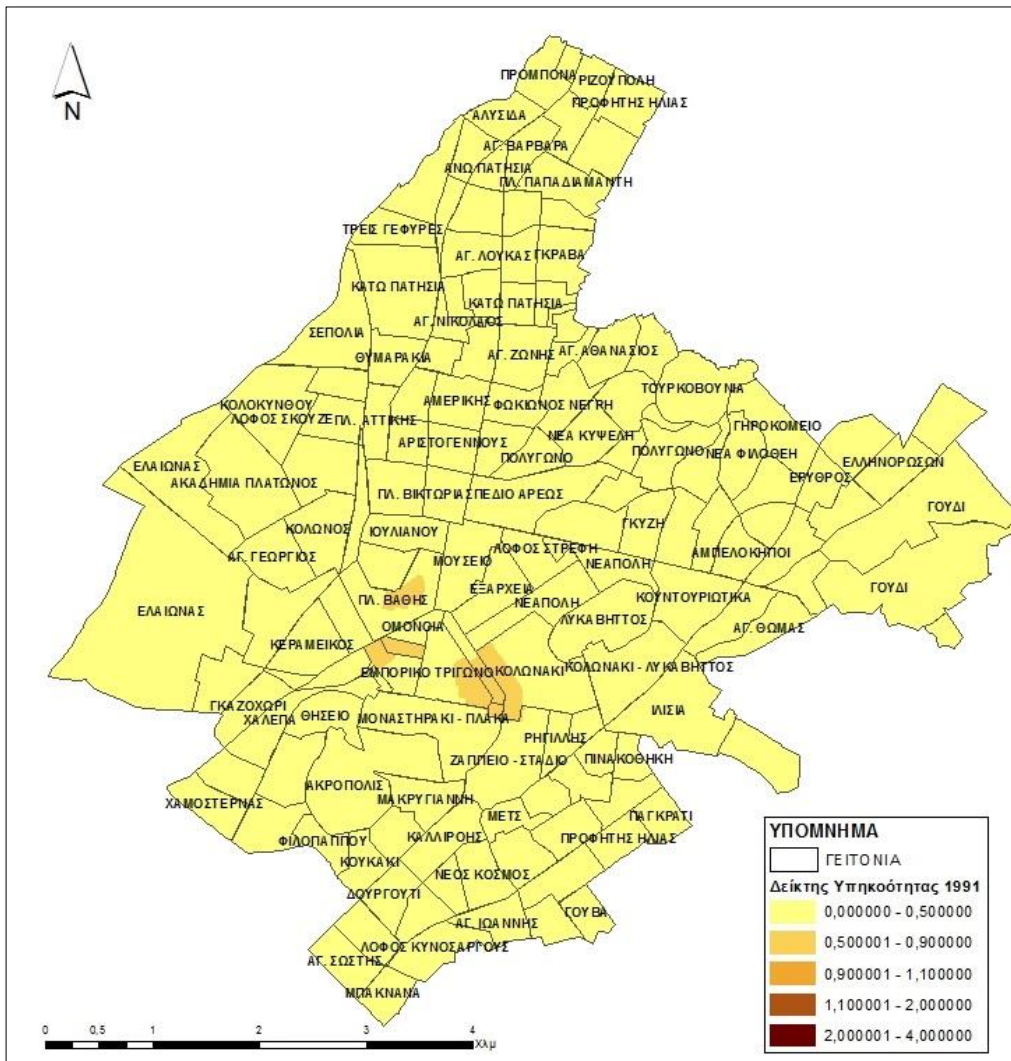 ΠΡΟΜΠΟΝΑ
ΡΙΖΟΥΠΟΛΗ
ΠΡΟΦΗΤΗΣ ΗΛΙΑΣ
ΑΛΥΣΙΔΑ
ΑΓ. ΒΑΡΒΑΡΑ
ΑΝΩ ΠΑΤΗΣΙΑ
ΠΛ. ΠΑΠΑΔΙΑΜΑΝΤΗ
N
ΤΡΕΙΣ ΓΕΦΥΡΕΣ
ΑΓ. ΛΟΥΚΑΣ
ΓΚΡΑΒΑ
ΚΑΤΩ ΠΑΤΗΣΙΑ
ΚΑΤΩ ΠΑΤΗΣΙΑ
ΑΓ. ΝΙΚΟΛΑΟΣ
ΣΕΠΟΛΙΑ
ΘΥΜΑΡΑΚΙΑ
ΑΓ. ΖΩΝΗΣ
ΑΓ. ΑΘΑΝΑΣΙΟΣ
ΤΟΥΡΚΟΒΟΥΝΙΑ
ΚΟΛΟΚΥΝΘΟΥ
ΛΟΦΟΣ ΣΚΟΥΖΕ
ΠΛ. ΑΤΤΙΚΗΣ
ΑΜΕΡΙΚΗΣ
ΦΩΚΙΩΝΟΣ ΝΕΓΡΗ
ΓΗΡΟΚΟΜΕΙΟ
ΑΡΙΣΤΟΓΕΝΝΟΥΣ
ΝΕΑ ΚΥΨΕΛΗ
ΠΟΛΥΓΩΝΟ
ΠΟΛΥΓΩΝΟ
ΝΕΑ ΦΙΛΟΘΕΗ
ΕΛΛΗΝΟΡΩΣΩΝ
ΕΡΥΘΡΟΣ
ΕΛΑΙΩΝΑΣ
ΑΚΑΔΗΜΙΑ ΠΛΑΤΩΝΟΣ
ΠΛ. ΒΙΚΤΩΡΙΑΣ
ΠΕΔΙΟ ΑΡΕΩΣ
ΓΟΥΔΙ
ΚΟΛΩΝΟΣ
ΙΟΥΛΙΑΝΟΥ
ΓΚΥΖΗ
ΑΓ. ΓΕΩΡΓΙΟΣ
ΜΟΥΣΕΙΟ
ΛΟΦΟΣ ΣΤΡΕΦΗ
ΝΕΑΠΟΛΗ
ΑΜΠΕΛΟΚΗΠΟΙ
ΓΟΥΔΙ
ΕΛΑΙΩΝΑΣ
ΠΛ. ΒΑΘΗΣ
ΕΞΑΡΧΕΙΑ
ΝΕΑΠΟΛΗ
ΚΟΥΝΤΟΥΡΙΩΤΙΚΑ
ΟΜΟΝΟΙΑ
ΛΥΚΑΒΗΤΤΟΣ
ΑΓ. ΘΩΜΑΣ
ΚΕΡΑΜΕΙΚΟΣ
ΕΜΠΟΡΙΚΟ ΤΡΙΓΩΝΟ
ΚΟΛΩΝΑΚΙ
ΚΟΛΩΝΑΚΙ - ΛΥΚΑΒΗΤΤΟΣ
ΓΚΑΖΟΧΩΡΙ
ΧΑΛΕΠΑ
ΘΗΣΕΙΟ
ΜΟΝΑΣΤΗΡΑΚΙ - ΠΛΑΚΑ
ΙΛΙΣΙΑ
ΡΗΓΙΛΛΗΣ
ΖΑΠΠΕΙΟ - ΣΤΑΔΙΟ
ΠΙΝΑΚΟΘΗΚΗ
ΑΚΡΟΠΟΛΙΣ
ΜΑΚΡΥΓΙΑΝΝΗ
ΧΑΜΟΣΤΕΡΝΑΣ
ΜΕΤΣ
ΠΑΓΚΡΑΤΙ
ΦΙΛΟΠΑΠΠΟΥ
ΚΑΛΛΙΡΟΗΣ
ΠΡΟΦΗΤΗΣ ΗΛΙΑΣ
ΚΟΥΚΑΚΙ
ΝΕΟΣ ΚΟΣΜΟΣ
ΔΟΥΡΓΟΥΤΙ
ΓΟΥΒΑ
ΑΓ. ΙΩΑΝΝΗΣ
ΛΟΦΟΣ ΚΥΝΟΣΑΡΓΟΥΣ
ΑΓ. ΣΩΣΤΗΣ
ΜΠΑΚΝΑΝΑ
ΥΠΟΜΝΗΜΑ
ΓΕΙΤΟΝΙΑ
Δείκτης Υπηκοότητας 1991
0,000000 - 0,500000
0,500001 - 0,900000
0,900001 - 1,100000
1,100001 - 2,000000
2,000001 - 4,000000
0 0,5 1 2 3 4
Χλμ